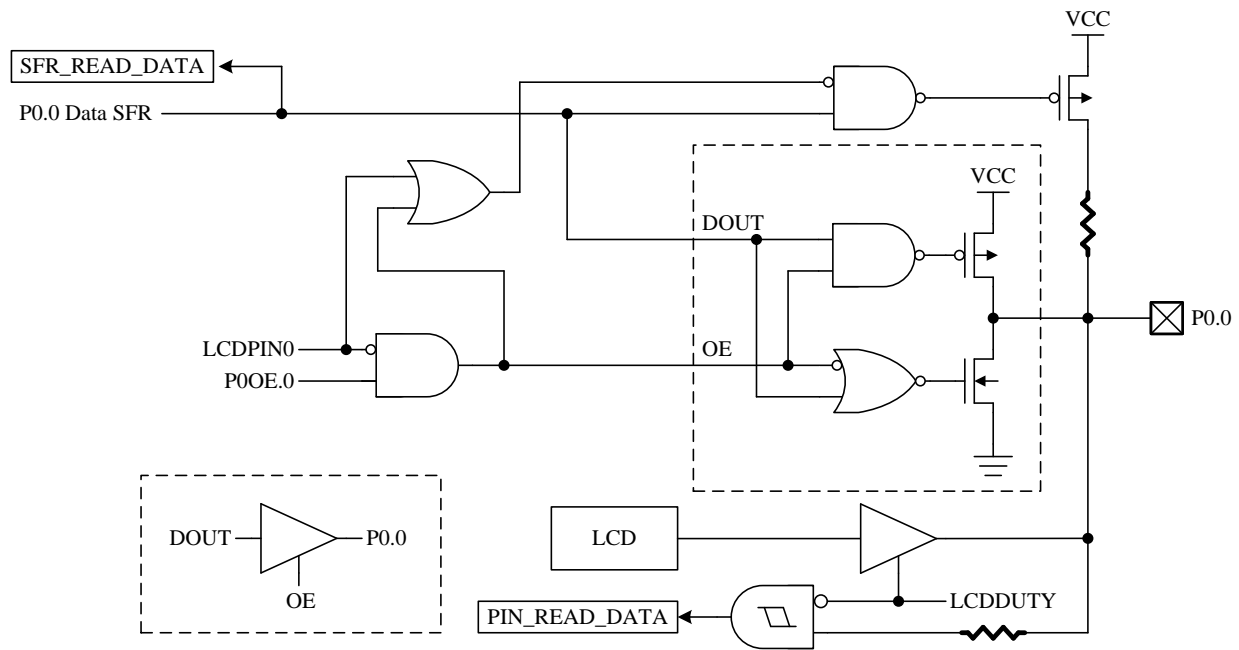 VCC
SFR_READ_DATA
P0.0 Data SFR
VCC
DOUT
P0.0
LCDPIN0
OE
P0OE.0
DOUT
P0.0
LCD
OE
LCDDUTY
PIN_READ_DATA